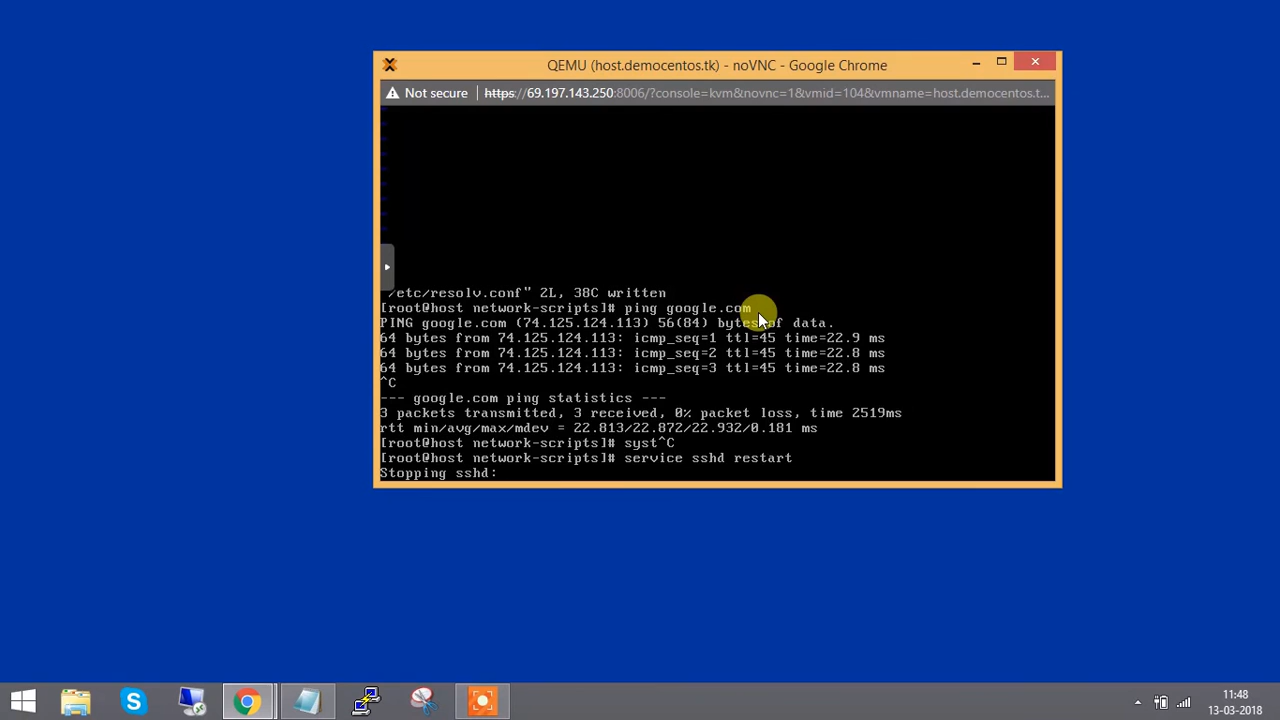 QEMU (host.democentos.tk) - noVNC - Google Chrome
Not secure | https://69.197.143.250:8006/?console=kvm&novnc=1&vmid=104&vmname=host.democentos.t...
/etc/resolv.conf" 2L, 38C written
[root@host network-scripts]# ping google.com
PING google.com (74.125.124.113) 56(84) bytes of data.
64 bytes from 74.125.124.113: icmp_seq=1 ttl=45 time=22.9 ms
64 bytes from 74.125.124.113: icmp_seq=2 ttl=45 time=22.8 ms
64 bytes from 74.125.124.113: icmp_seq=3 ttl=45 time=22.8 ms
^C
--- google.com ping statistics ---
3 packets transmitted, 3 received, 0% packet loss, time 2519ms
rtt min/avg/max/mdev = 22.813/22.872/22.932/0.181 ms
[root@host network-scripts]# syst^C
[root@host network-scripts]# service sshd restart
Stopping sshd:
11:48
13-03-2018